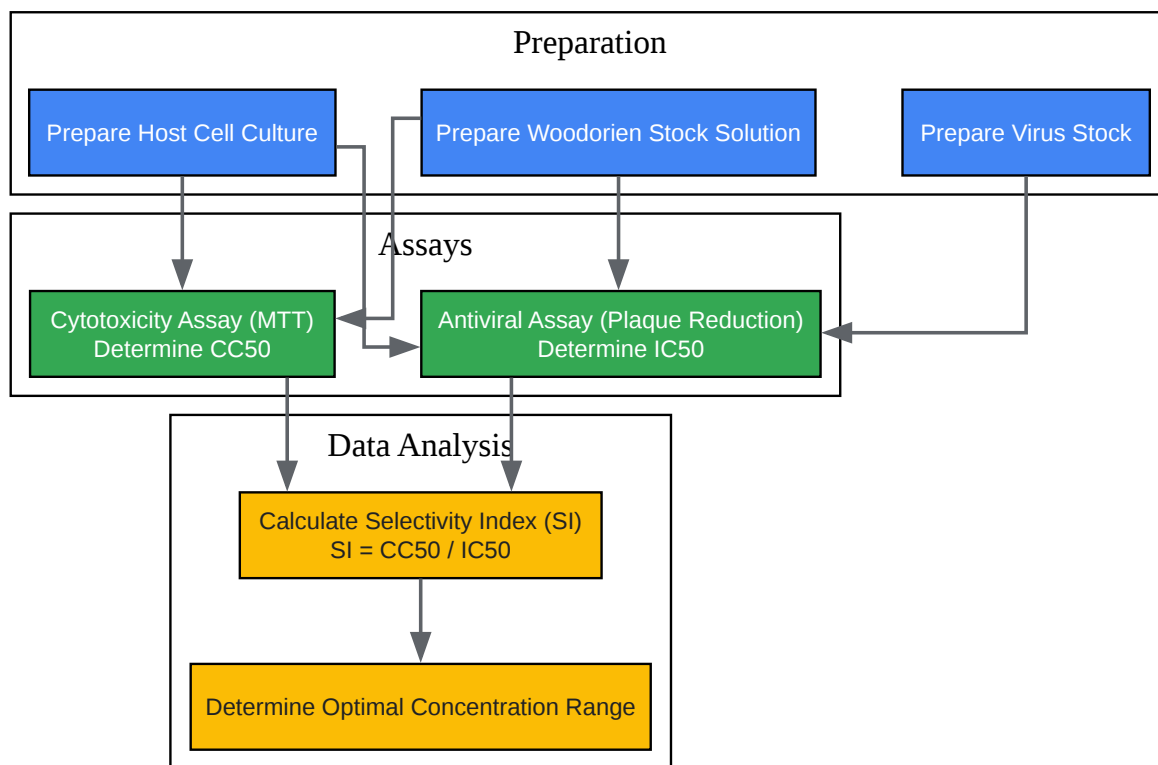 Preparation
Prepare Host Cell Culture
Prepare Woodorien Stock Solution
Prepare Virus Stock
Assays
Cytotoxicity Assay (MTT)
Determine CC50
Antiviral Assay (Plaque Reduction)
Determine IC50
Data Analysis
Calculate Selectivity Index (SI)
SI = CC50 / IC50
Determine Optimal Concentration Range